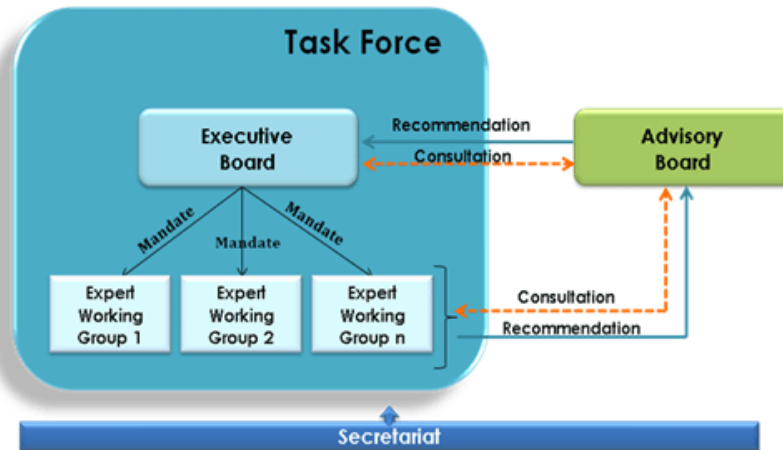 Task Force
Executive
Board
Recommendation
Consultation
Advisory
Board
Mandate
Mandate
Mandate
Expert
Working
Group 1
Expert
Working
Group 2
Expert
Working
Group n
Consultation
Recommendation
Secretariat